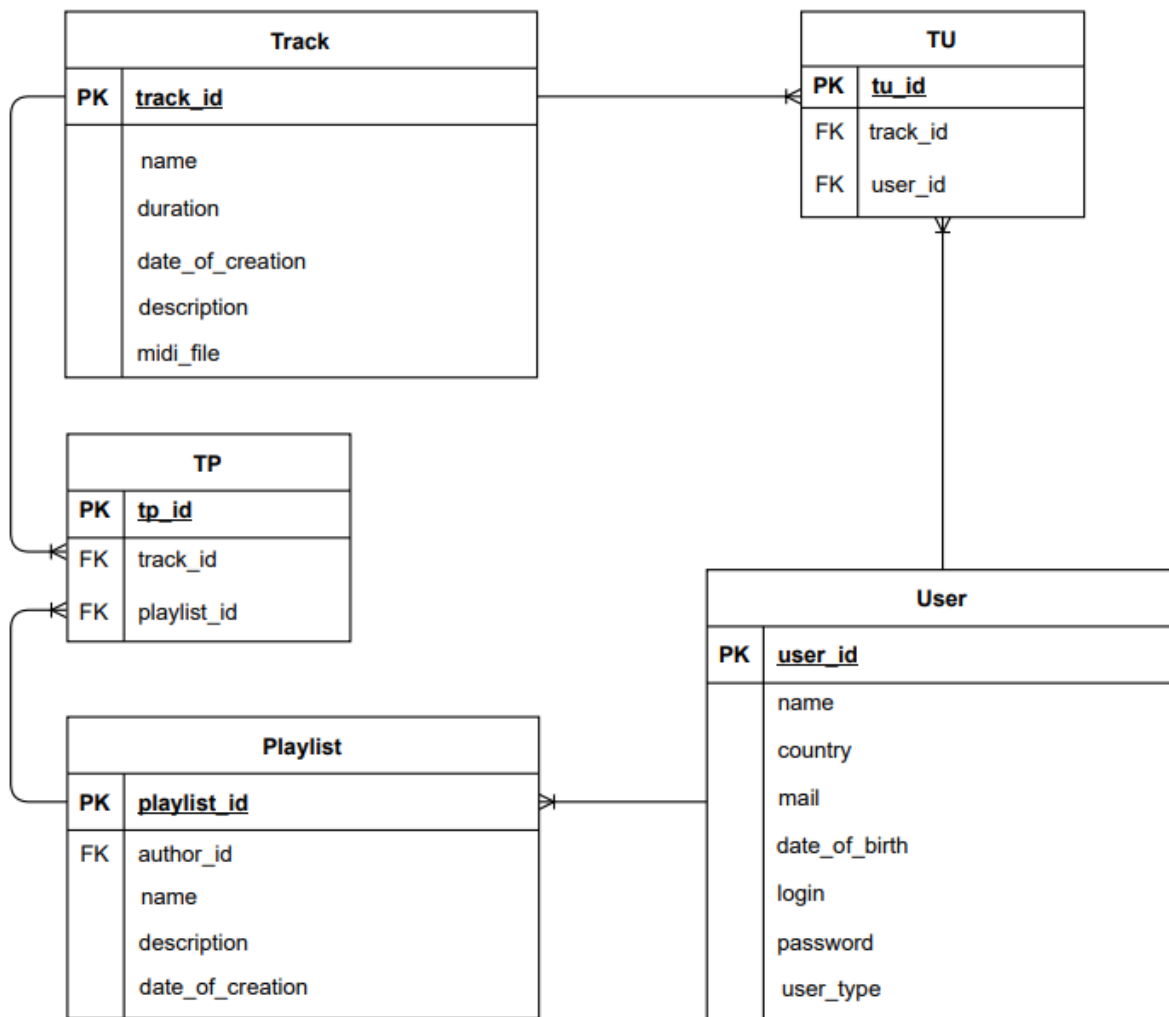 Track
PK track_id
name
duration
date_of_creation
description
midi_file
TU
PK tu_id
FK track_id
FK user_id
TP
PK tp_id
FK track_id
FK playlist_id
User
PK user_id
name
country
mail
date_of_birth
login
password
user_type
Playlist
PK playlist_id
FK author_id
name
description
date_of_creation